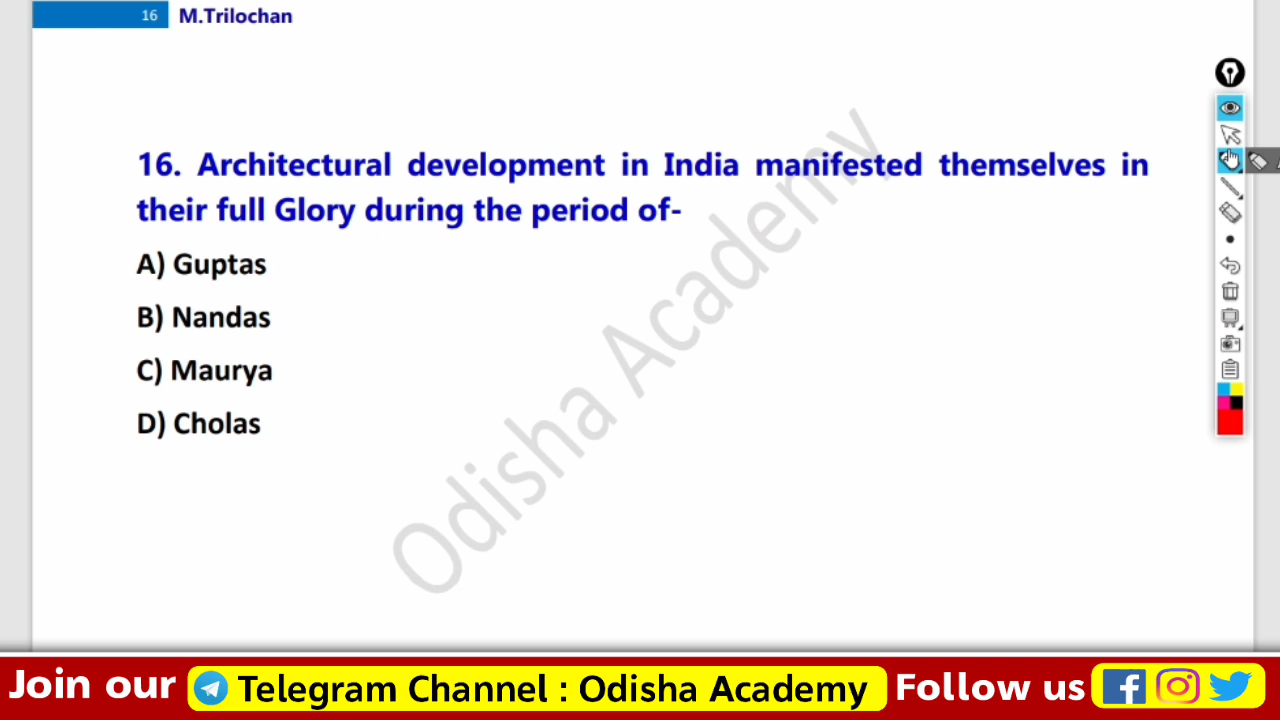 16 M.Trilochan
16. Architectural development in India manifested themselves in
their full Glory during the period of-
A) Guptas
B) Nandas
C) Maurya
D) Cholas
Odisha Academy
Join our Telegram Channel : Odisha Academy Follow us